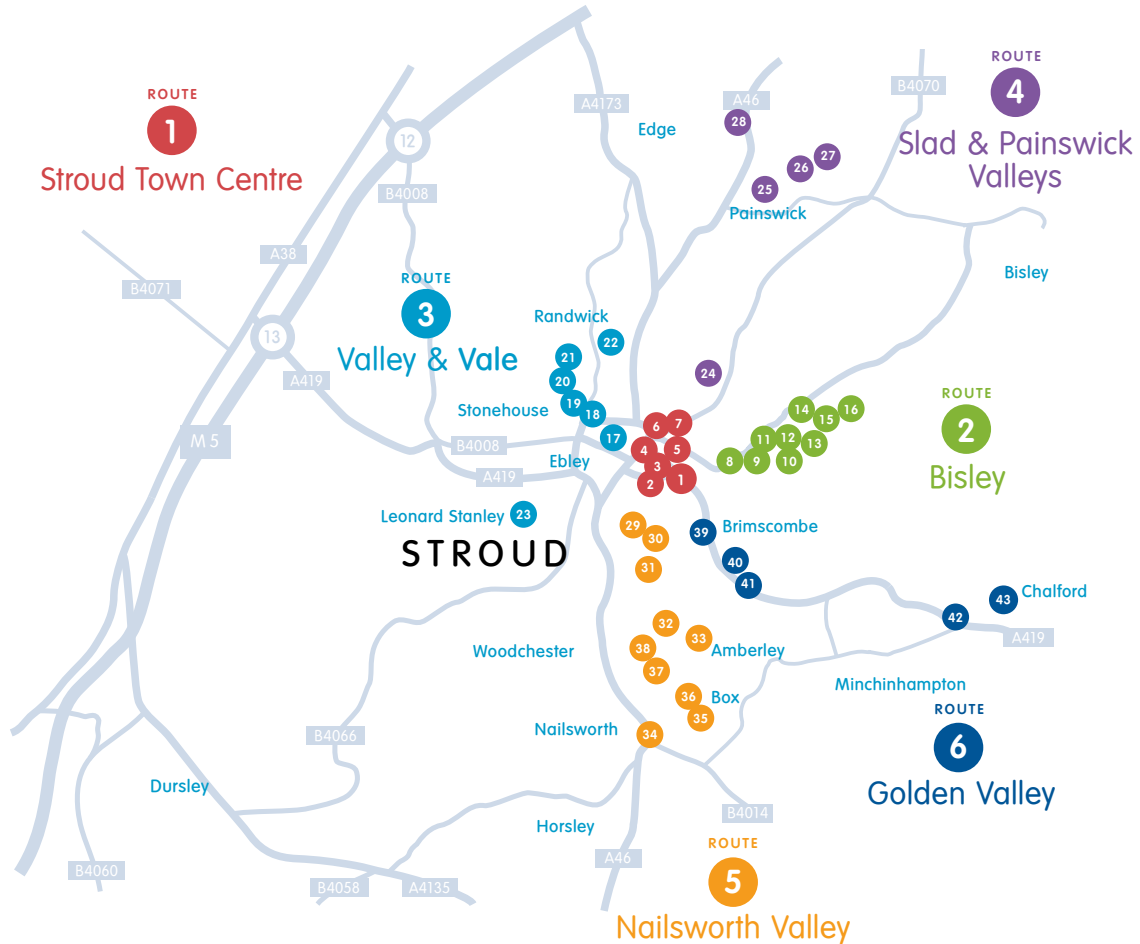 ROUTE
1
Stroud Town Centre
ROUTE
4
Slad & Painswick
Valleys
ROUTE
3
Valley & Vale
ROUTE
2
Bisley
ROUTE
6
Golden Valley
ROUTE
5
Nailsworth Valley
STROUD
A4173
A46
B4070
12
B4008
A38
B4071
13
A419
M5
B4008
A419
A419
B4066
B4014
A46
B4060
B4058
A4135
Edge
Painswick
Bisley
Randwick
Stonehouse
Ebley
Leonard Stanley
Brimscombe
Chalford
Woodchester
Amberley
Minchinhampton
Box
Nailsworth
Dursley
Horsley
28
27
26
25
24
22
21
20
19
18
17
23
6
7
4
5
3
2
1
14
16
15
11
12
13
8
9
10
29
30
31
32
33
38
37
36
35
34
39
40
41
42
43